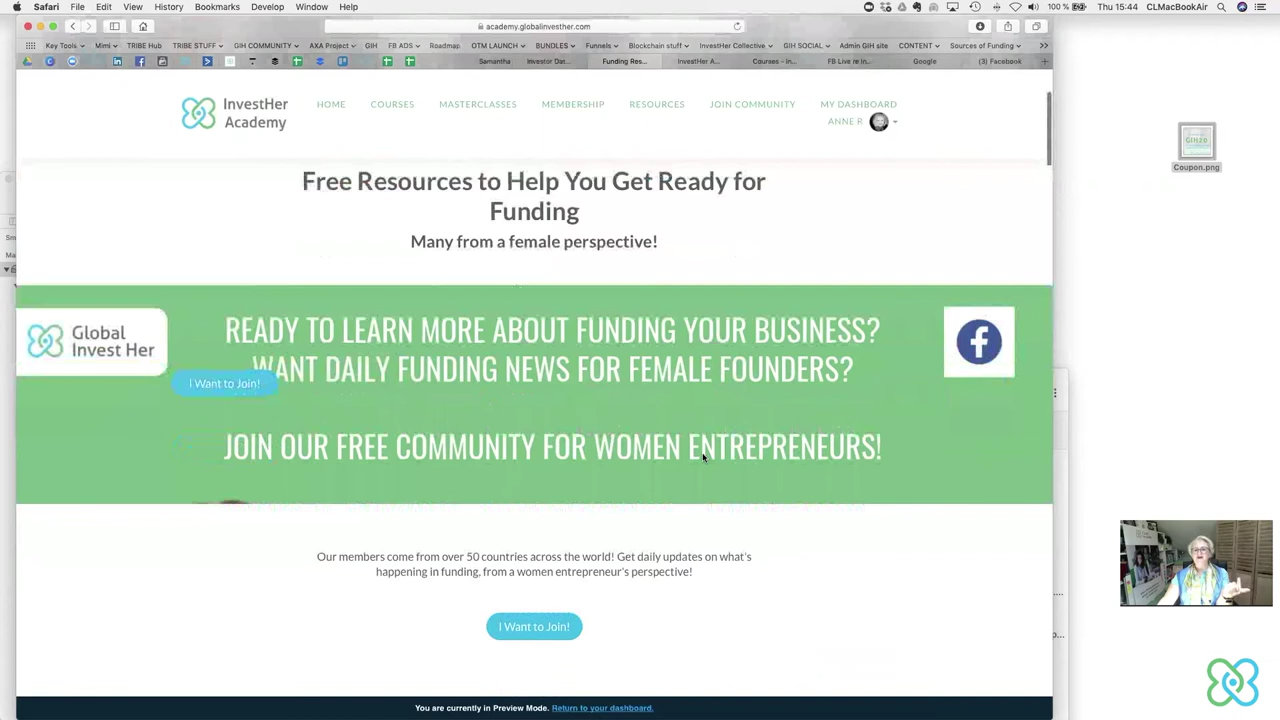 Safari File Edit View History Bookmarks Develop Window Help
100 % Thu 15:44 CLMacBookAir
academy.globalinvesther.com
Key Tools Mimi TRIBE Hub TRIBE STUFF GIH COMMUNITY AXA Project GIH FB ADS Roadmap OTM LAUNCH BUNDLES Funnels Blockchain stuff InvestHer Collective GIH SOCIAL Admin GIH site CONTENT Sources of Funding
Samantha Investor Dat... Funding Res... InvestHer A... Courses - in... FB Live re In... Google (3) Facebook
InvestHer
Academy
HOME COURSES MASTERCLASSES MEMBERSHIP RESOURCES JOIN COMMUNITY MY DASHBOARD
ANNE R
Coupon.png
Free Resources to Help You Get Ready for
Funding
Many from a female perspective!
Global
Invest Her
READY TO LEARN MORE ABOUT FUNDING YOUR BUSINESS?
WANT DAILY FUNDING NEWS FOR FEMALE FOUNDERS?
I Want to Join!
JOIN OUR FREE COMMUNITY FOR WOMEN ENTREPRENEURS!
Our members come from over 50 countries across the world! Get daily updates on what's
happening in funding, from a women entrepreneur's perspective!
I Want to Join!
You are currently in Preview Mode. Return to your dashboard.